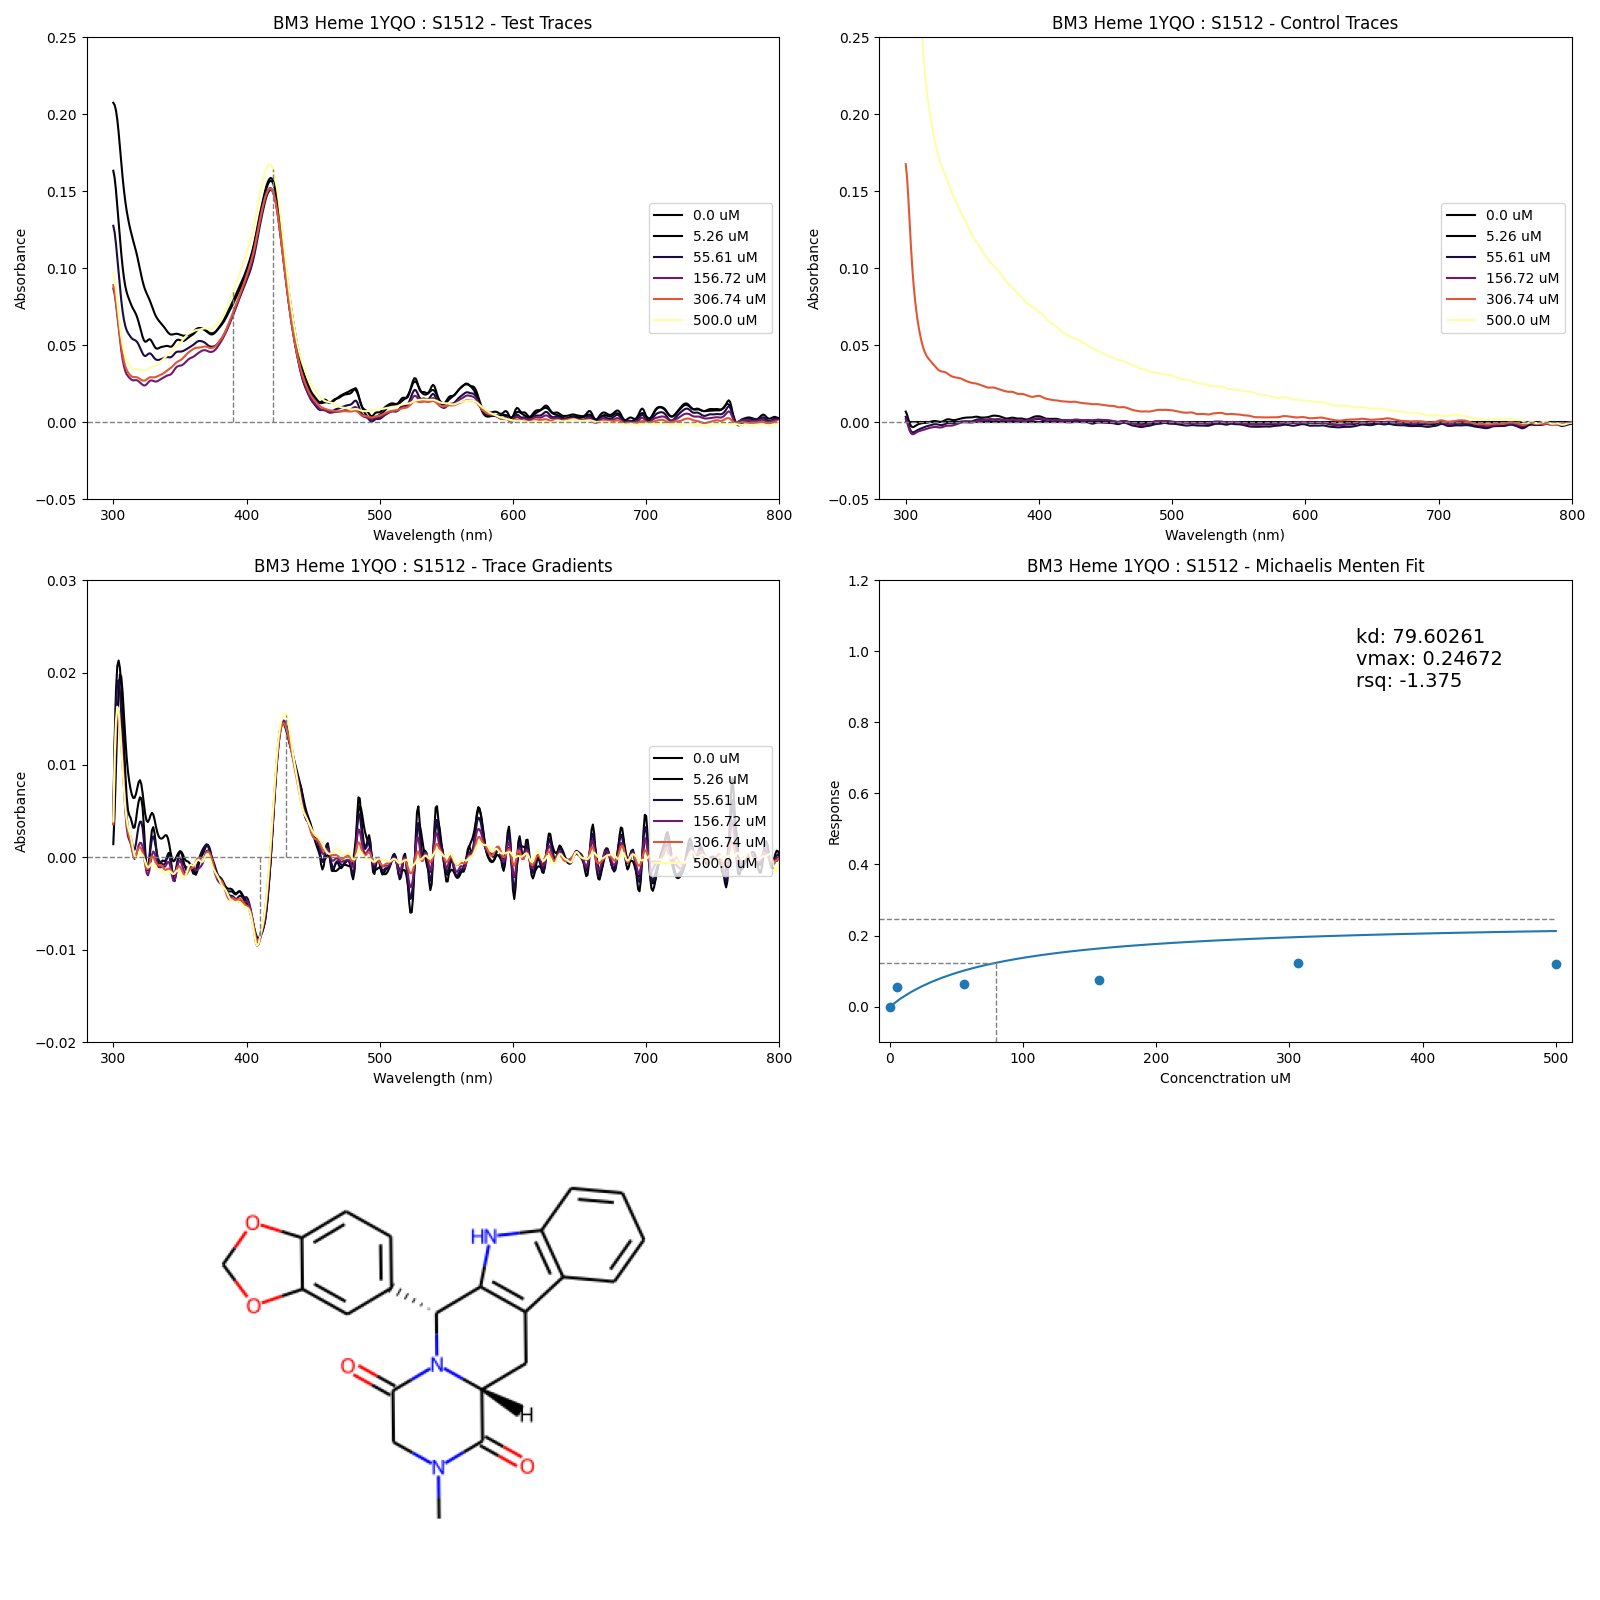 BM3 Heme 1YQO : S1512 - Test Traces
0.25
0.20
0.15
0.10
0.05
0.00
−0.05
Absorbance
0.0 uM
5.26 uM
55.61 uM
156.72 uM
306.74 uM
500.0 uM
300 400 500 600 700 800
Wavelength (nm)
BM3 Heme 1YQO : S1512 - Control Traces
0.25
0.20
0.15
0.10
0.05
0.00
−0.05
Absorbance
0.0 uM
5.26 uM
55.61 uM
156.72 uM
306.74 uM
500.0 uM
300 400 500 600 700 800
Wavelength (nm)
BM3 Heme 1YQO : S1512 - Trace Gradients
0.03
0.02
0.01
0.00
−0.01
−0.02
Absorbance
0.0 uM
5.26 uM
55.61 uM
156.72 uM
306.74 uM
500.0 uM
300 400 500 600 700 800
Wavelength (nm)
BM3 Heme 1YQO : S1512 - Michaelis Menten Fit
1.2
1.0
0.8
0.6
0.4
0.2
0.0
Response
kd: 79.60261
vmax: 0.24672
rsq: -1.375
0 100 200 300 400 500
Concenctration uM
O
HN
O
O
N
H
N
O